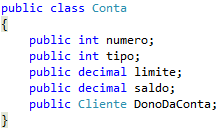 public class Conta
{
    public int numero;
    public int tipo;
    public decimal limite;
    public decimal saldo;
    public Cliente DonoDaConta;
}